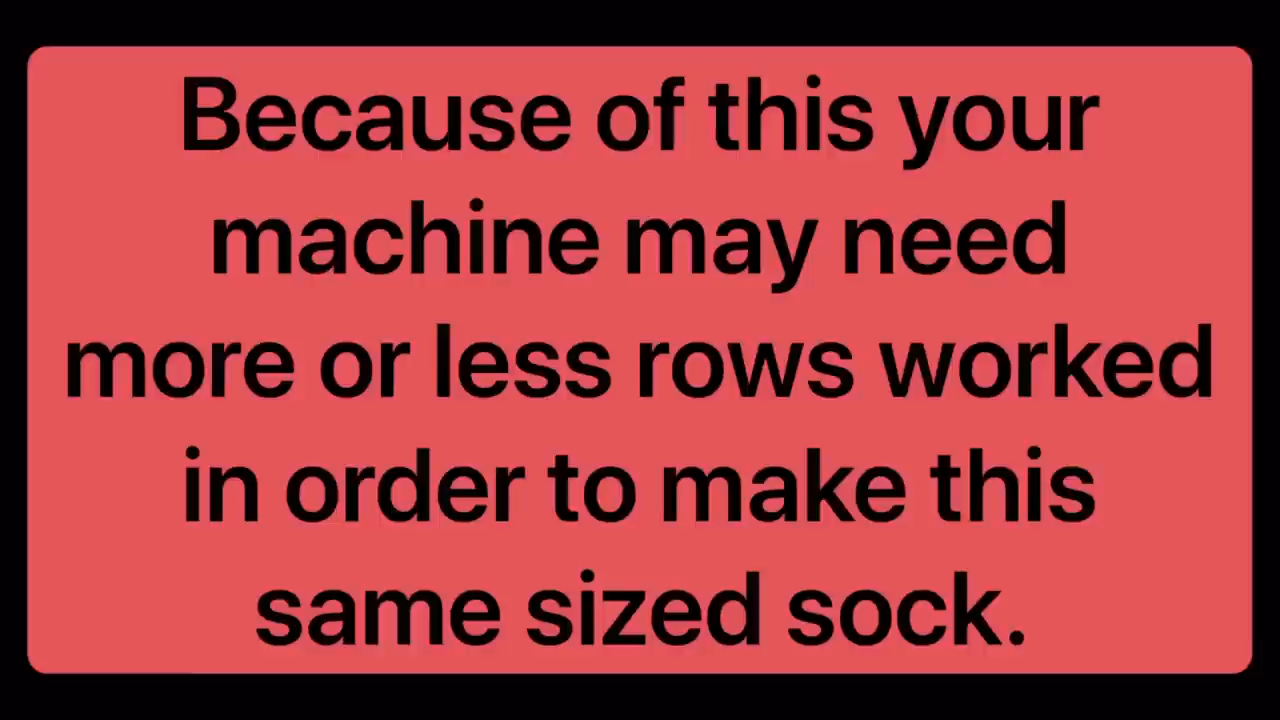 Because of this your
machine may need
more or less rows worked
in order to make this
same sized sock.